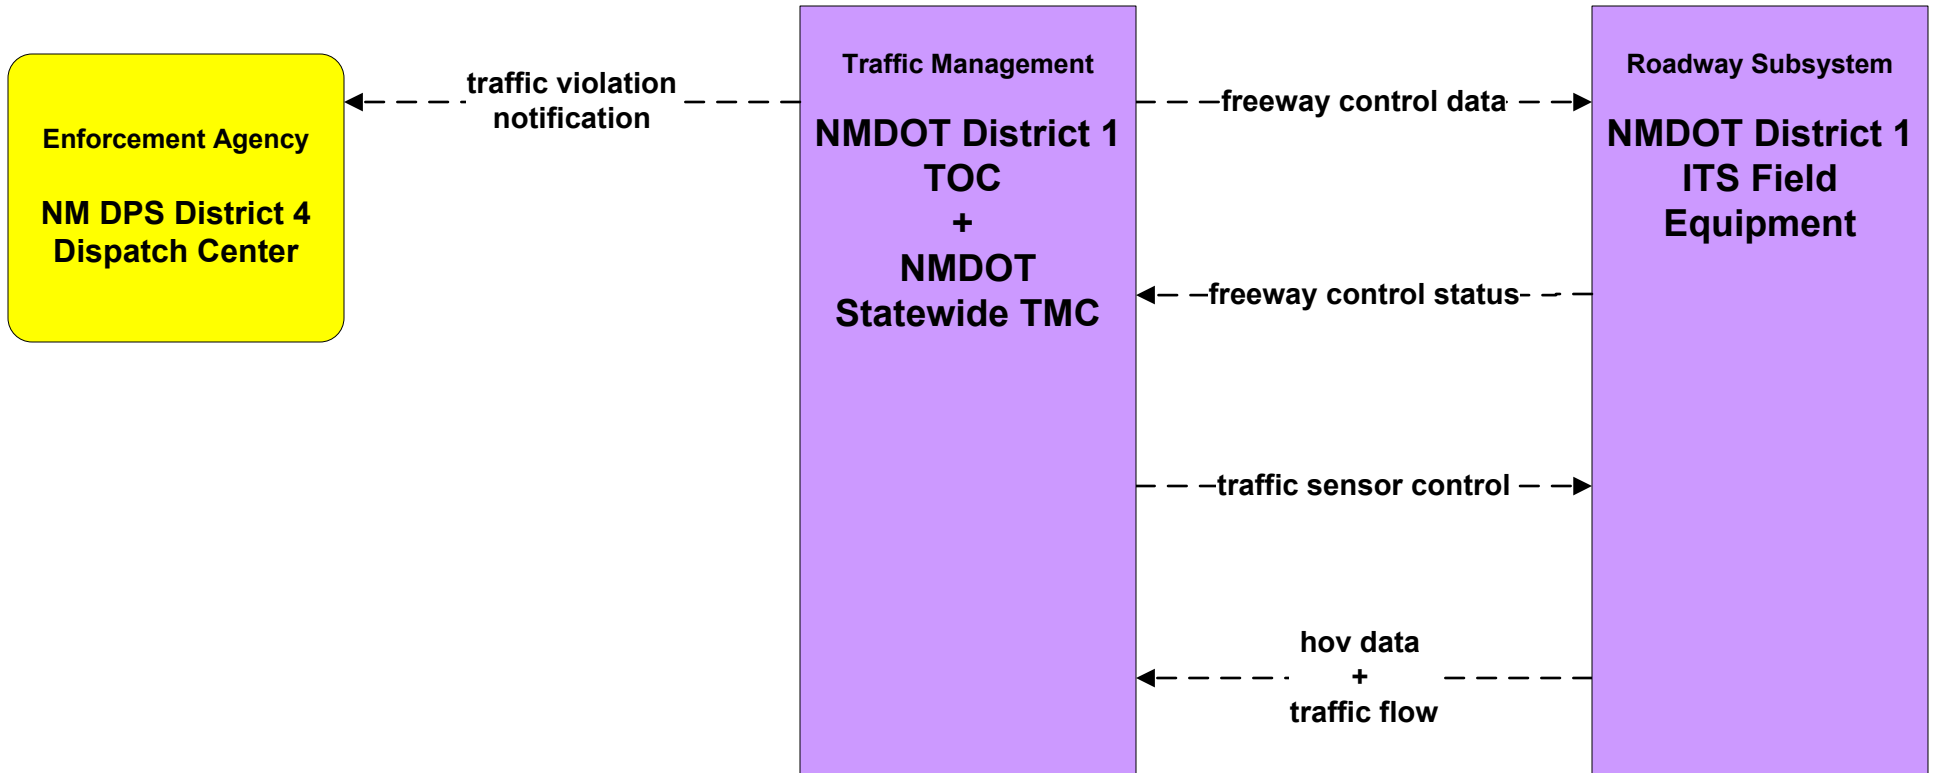 Enforcement Agency
NM DPS District 4
Dispatch Center
traffic violation
notification
Traffic Management
NMDOT District 1
TOC
+
NMDOT
Statewide TMC
freeway control data
freeway control status
traffic sensor control
hov data
+
traffic flow
Roadway Subsystem
NMDOT District 1
ITS Field
Equipment